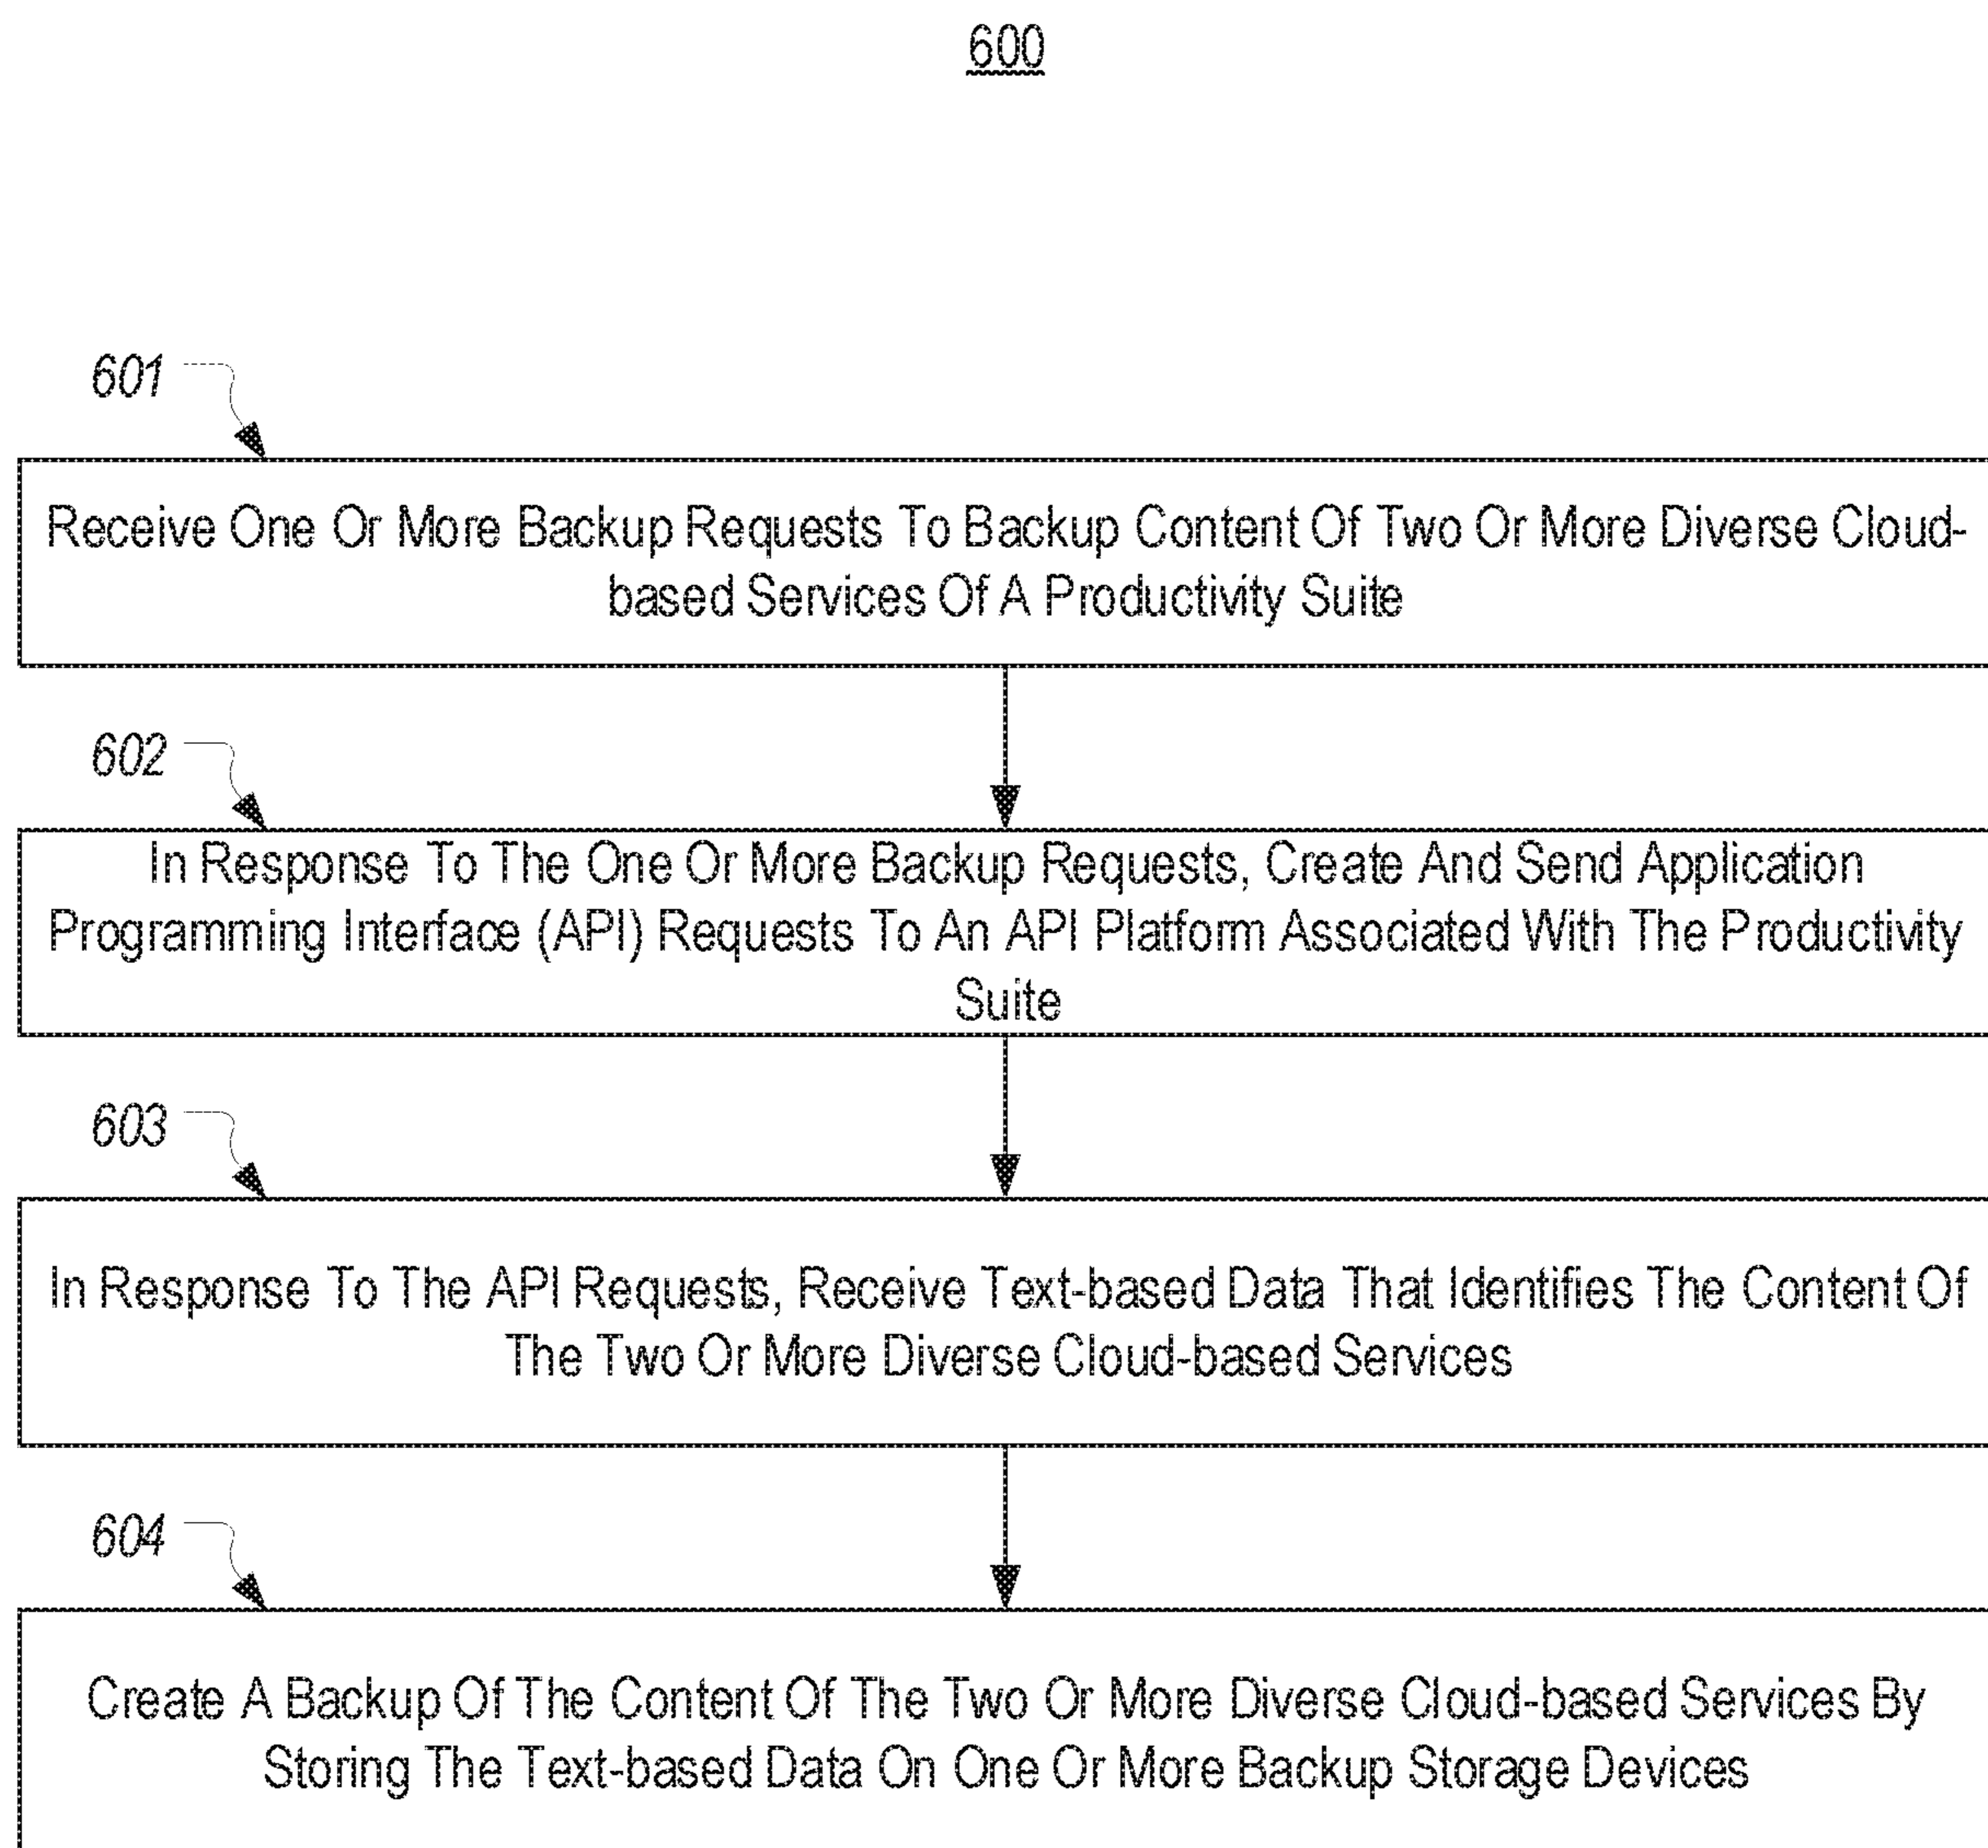 600
601
Receive One Or More Backup Requests To Backup Content Of Two Or More Diverse Cloud-
based Services Of A Productivity Suite
602
In Response To The One Or More Backup Requests, Create And Send Application
Programming Interface (API) Requests To An API Platform Associated With The Productivity
Suite
603
In Response To The API Requests, Receive Text-based Data That Identifies The Content Of
The Two Or More Diverse Cloud-based Services
604
Create A Backup Of The Content Of The Two Or More Diverse Cloud-based Services By
Storing The Text-based Data On One Or More Backup Storage Devices